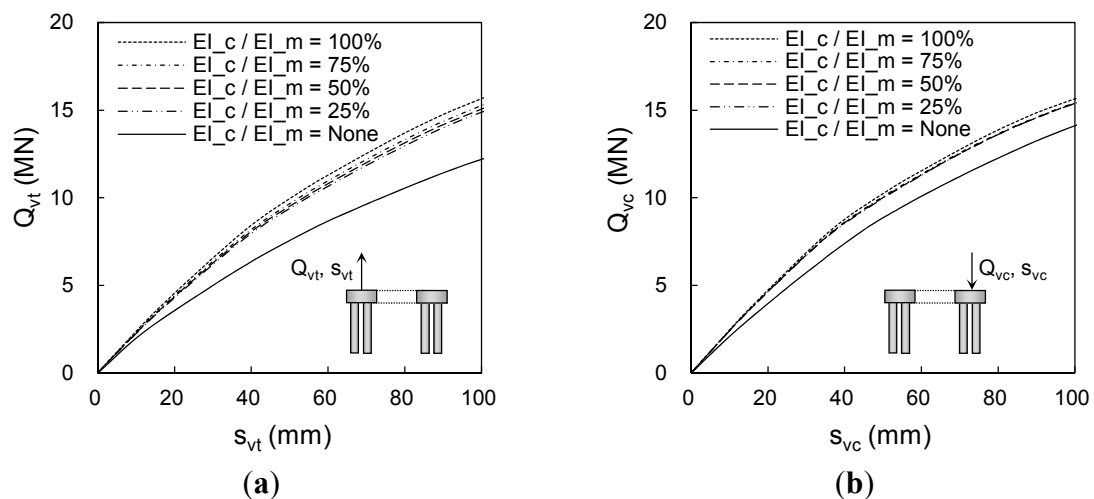 20
15
10
5
0
Q_vt (MN)
EI_c / EI_m = 100%
EI_c / EI_m = 75%
EI_c / EI_m = 50%
EI_c / EI_m = 25%
EI_c / EI_m = None
Q_vt, s_vt
0 20 40 60 80 100
s_vt (mm)
(a)
20
15
10
5
0
Q_vc (MN)
EI_c / EI_m = 100%
EI_c / EI_m = 75%
EI_c / EI_m = 50%
EI_c / EI_m = 25%
EI_c / EI_m = None
Q_vc, s_vc
0 20 40 60 80 100
s_vc (mm)
(b)